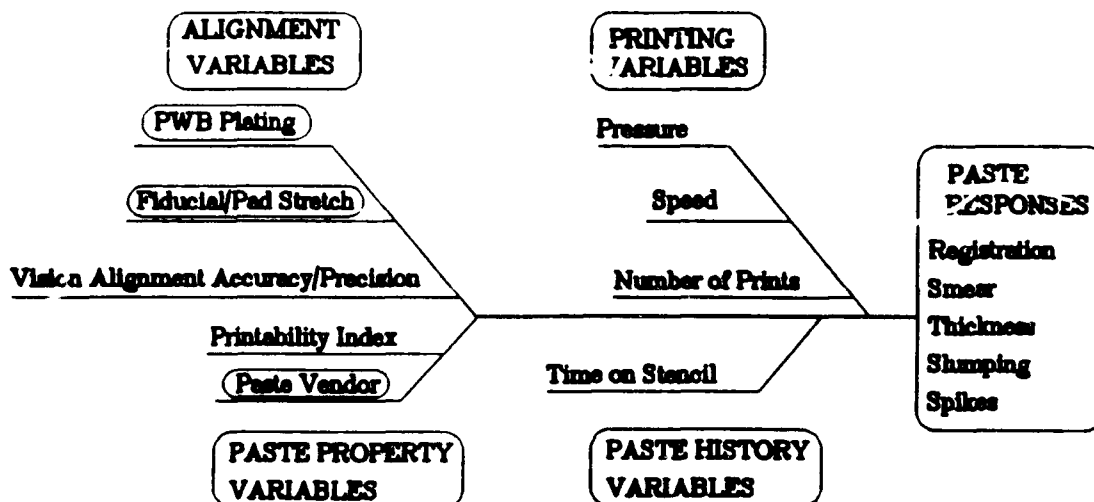 ALIGNMENT
VARIABLES
PRINTING
VARIABLES
PWB Plating
Pressure
Fiducial/Pad Stretch
Speed
Vision Alignment Accuracy/Precision
Number of Prints
Printability Index
Paste Vendor
Time on Stencil
PASTE
RESPONSES
Registration
Smear
Thickness
Slumping
Spikes
PASTE PROPERTY
VARIABLES
PASTE HISTORY
VARIABLES